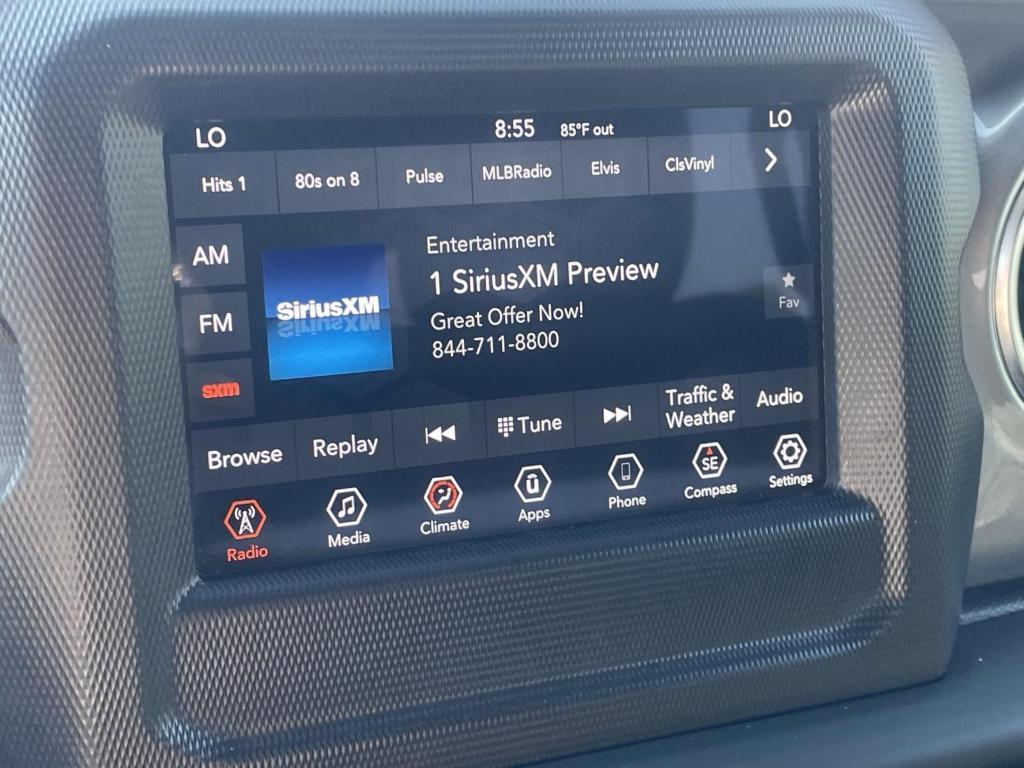 LO 8:55 85°F out LO
Hits 1 80s on 8 Pulse MLBRadio Elvis ClsVinyl
AM
FM
sxm
SiriusXM
Entertainment
1 SiriusXM Preview
Great Offer Now!
844-711-8800
Fav
Browse Replay Tune Traffic &
Weather Audio
SE
Radio Media Climate Apps Phone Compass Settings